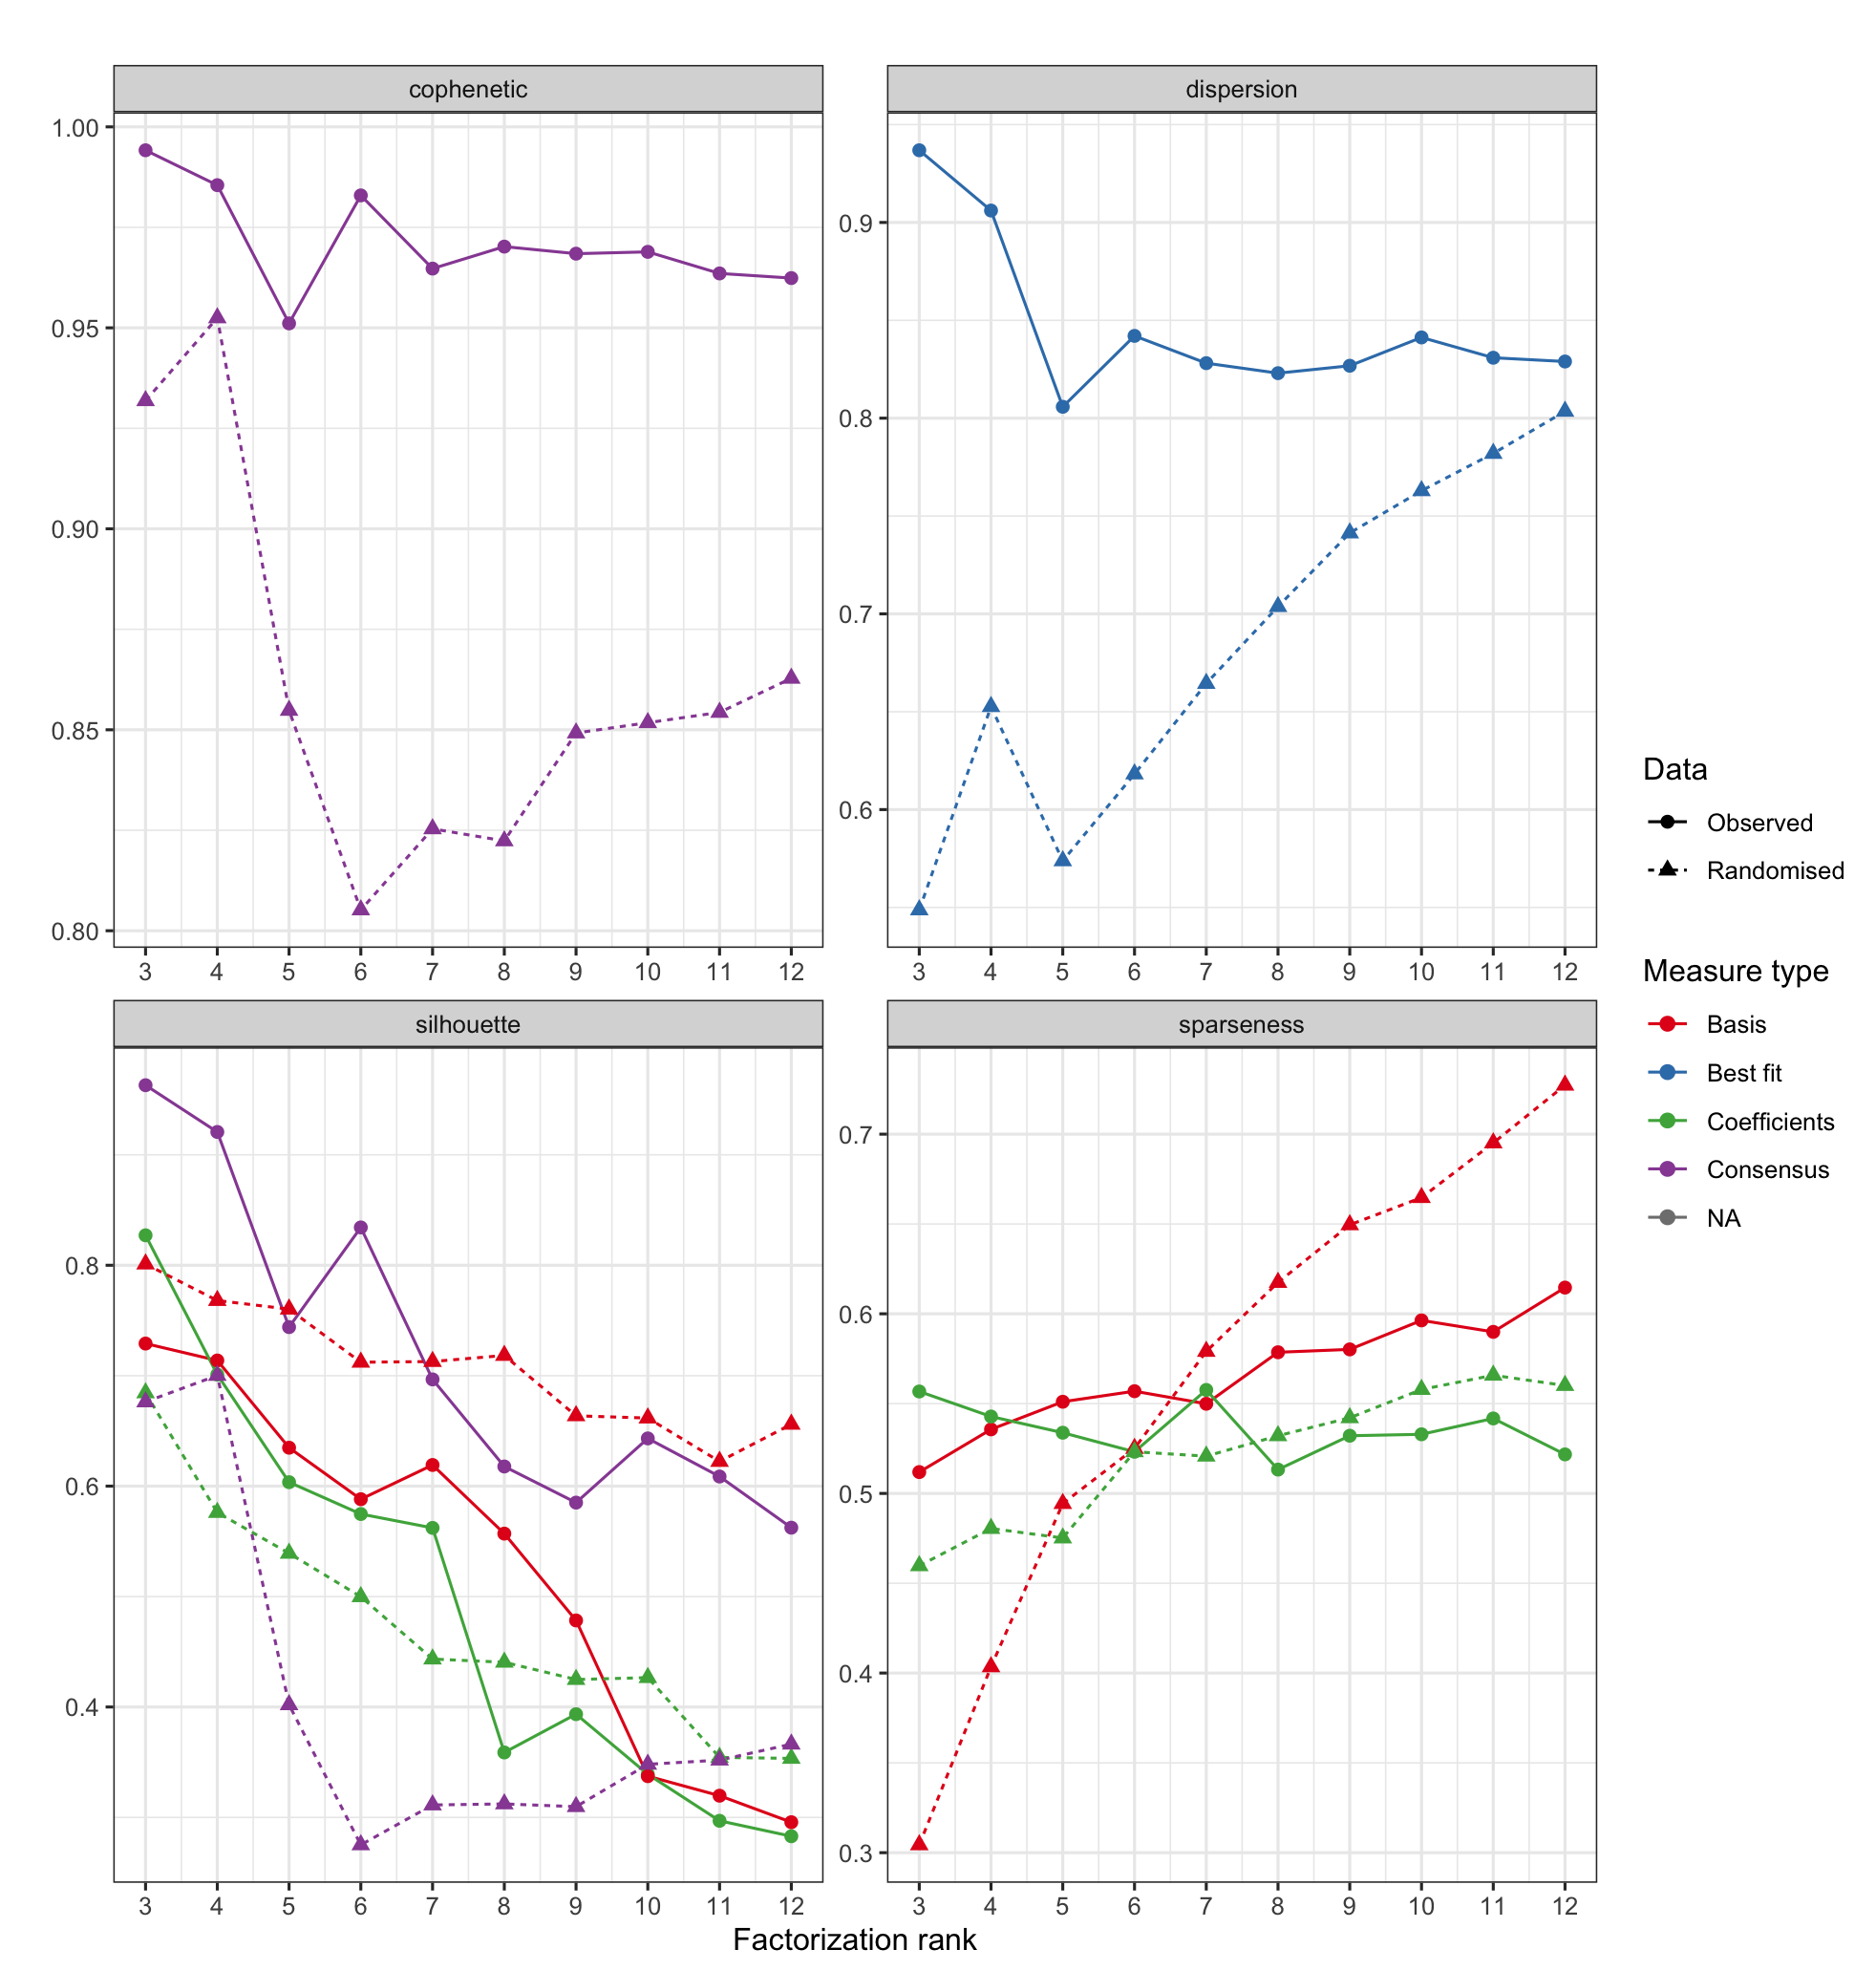 cophenetic
dispersion
1.00
0.95
0.90
0.85
0.80
3 4 5 6 7 8 9 10 11 12
0.9
0.8
0.7
0.6
3 4 5 6 7 8 9 10 11 12
silhouette
sparseness
0.8
0.6
0.4
3 4 5 6 7 8 9 10 11 12
0.7
0.6
0.5
0.4
0.3
3 4 5 6 7 8 9 10 11 12
Factorization rank
Data
Observed
Randomised
Measure type
Basis
Best fit
Coefficients
Consensus
NA